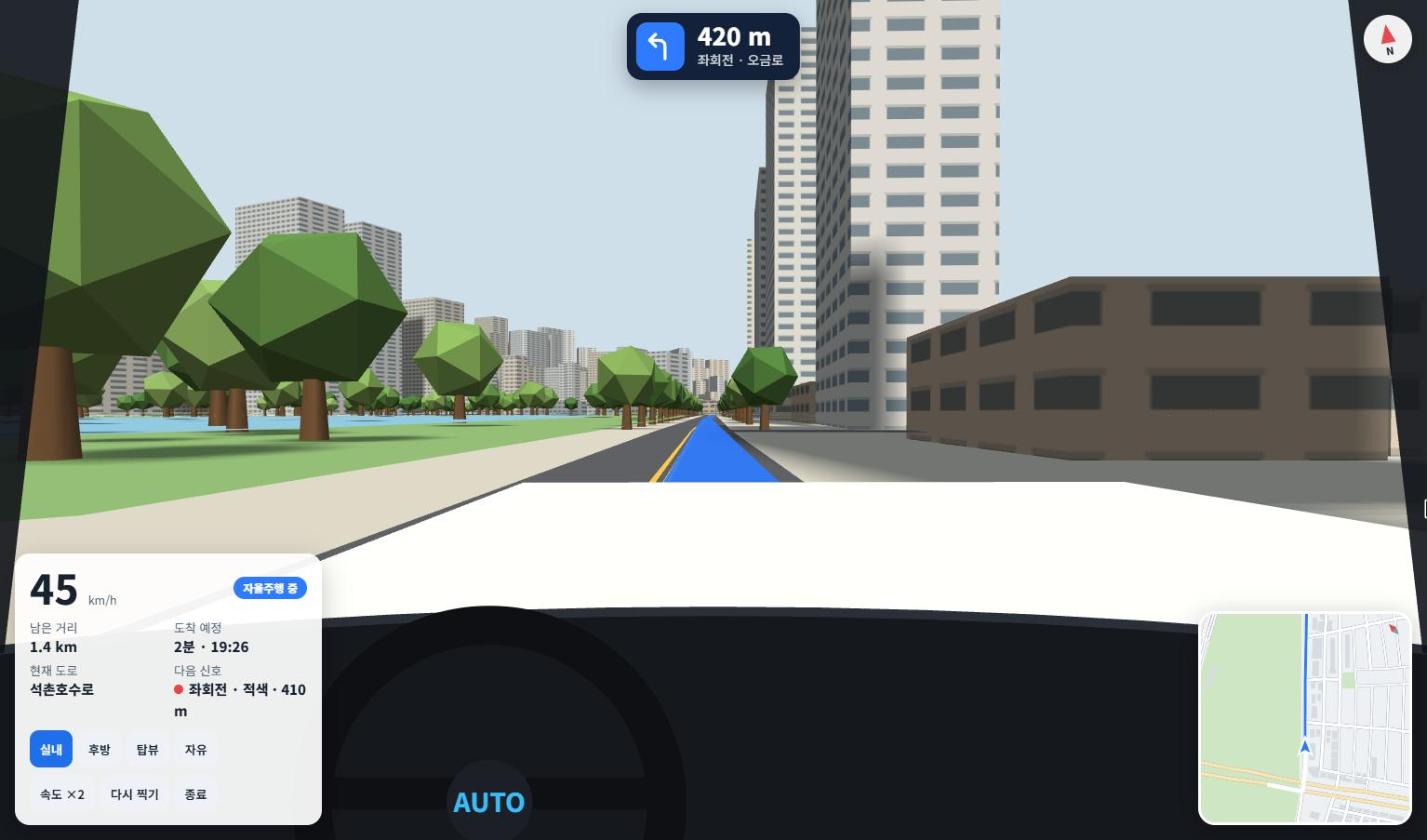 420 m
좌회전 · 오금로
N
45 km/h
자율주행 중
남은 거리
1.4 km
도착 예정
2분 · 19:26
현재 도로
석촌호수로
다음 신호
좌회전 · 적색 · 410
m
실내 후방 탑뷰 자유
속도 ×2 다시 찍기 종료
AUTO